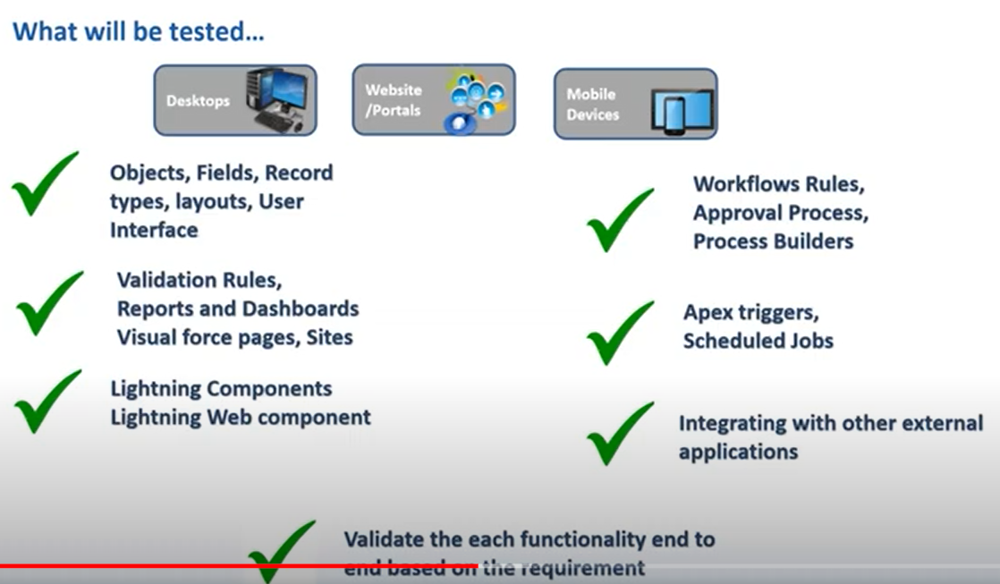 What will be tested...
Desktops
Website
/Portals
Mobile
Devices
Objects, Fields, Record
types, layouts, User
Interface
Validation Rules,
Reports and Dashboards
Visual force pages, Sites
Lightning Components
Lightning Web component
Workflows Rules,
Approval Process,
Process Builders
Apex triggers,
Scheduled Jobs
Integrating with other external
applications
Validate the each functionality end to
end based on the requirement